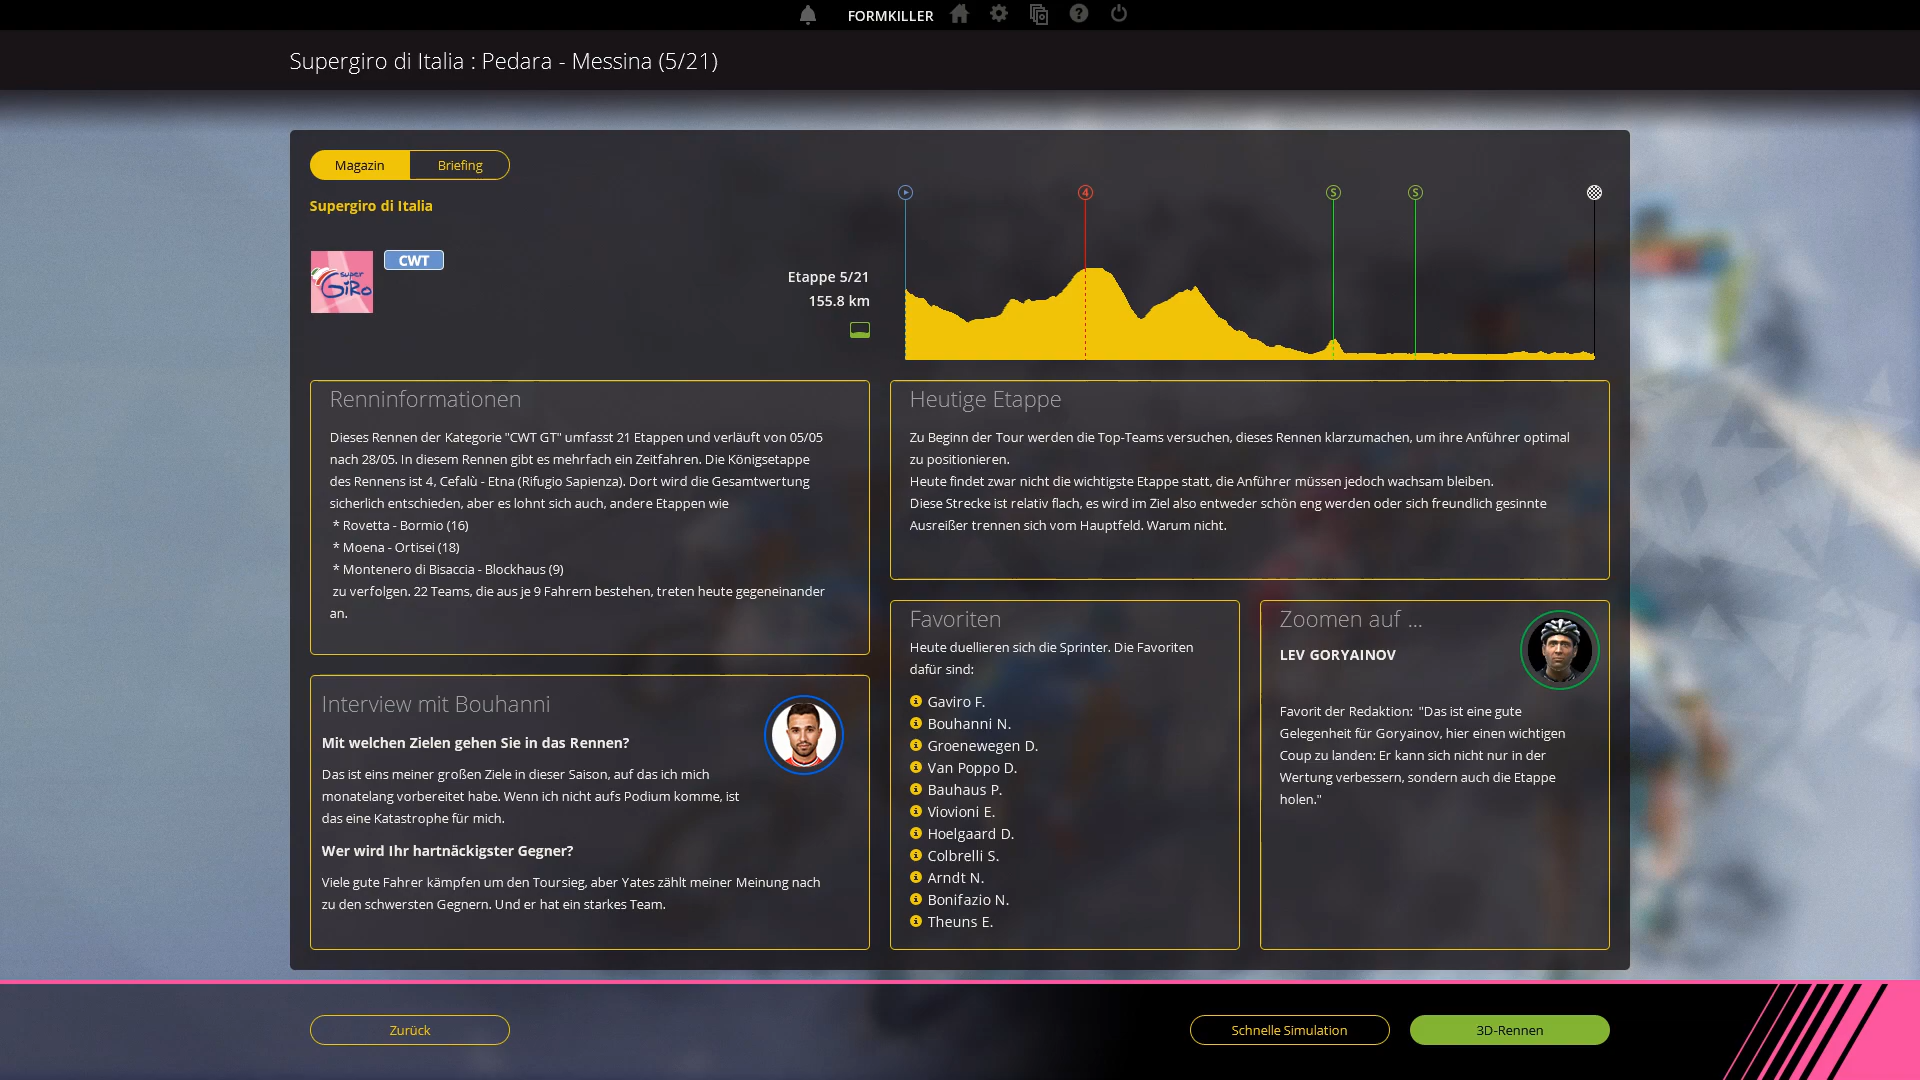 FORMKILLER
Supergiro di Italia : Pedara - Messina (5/21)
Magazin
Briefing
Supergiro di Italia
super
GiRo
CWT
Etappe 5/21
155.8 km
4
S
S
Renninformationen
Dieses Rennen der Kategorie "CWT GT" umfasst 21 Etappen und verläuft von 05/05
nach 28/05. In diesem Rennen gibt es mehrfach ein Zeitfahren. Die Königsetappe
des Rennens ist 4, Cefalù - Etna (Rifugio Sapienza). Dort wird die Gesamtwertung
sicherlich entschieden, aber es lohnt sich auch, andere Etappen wie
* Rovetta - Bormio (16)
* Moena - Ortisei (18)
* Montenero di Bisaccia - Blockhaus (9)
zu verfolgen. 22 Teams, die aus je 9 Fahrern bestehen, treten heute gegeneinander
an.
Heutige Etappe
Zu Beginn der Tour werden die Top-Teams versuchen, dieses Rennen klarzumachen, um ihre Anführer optimal
zu positionieren.
Heute findet zwar nicht die wichtigste Etappe statt, die Anführer müssen jedoch wachsam bleiben.
Diese Strecke ist relativ flach, es wird im Ziel also entweder schön eng werden oder sich freundlich gesinnte
Ausreißer trennen sich vom Hauptfeld. Warum nicht.
Interview mit Bouhanni
Mit welchen Zielen gehen Sie in das Rennen?
Das ist eins meiner großen Ziele in dieser Saison, auf das ich mich
monatelang vorbereitet habe. Wenn ich nicht aufs Podium komme, ist
das eine Katastrophe für mich.
Wer wird Ihr hartnäckigster Gegner?
Viele gute Fahrer kämpfen um den Toursieg, aber Yates zählt meiner Meinung nach
zu den schwersten Gegnern. Und er hat ein starkes Team.
Favoriten
Heute duellieren sich die Sprinter. Die Favoriten
dafür sind:
Gaviro F.
Bouhanni N.
Groenewegen D.
Van Poppo D.
Bauhaus P.
Viovioni E.
Hoelgaard D.
Colbrelli S.
Arndt N.
Bonifazio N.
Theuns E.
Zoomen auf ...
LEV GORYAINOV
Favorit der Redaktion: "Das ist eine gute
Gelegenheit für Goryainov, hier einen wichtigen
Coup zu landen: Er kann sich nicht nur in der
Wertung verbessern, sondern auch die Etappe
holen."
Zurück
Schnelle Simulation
3D-Rennen